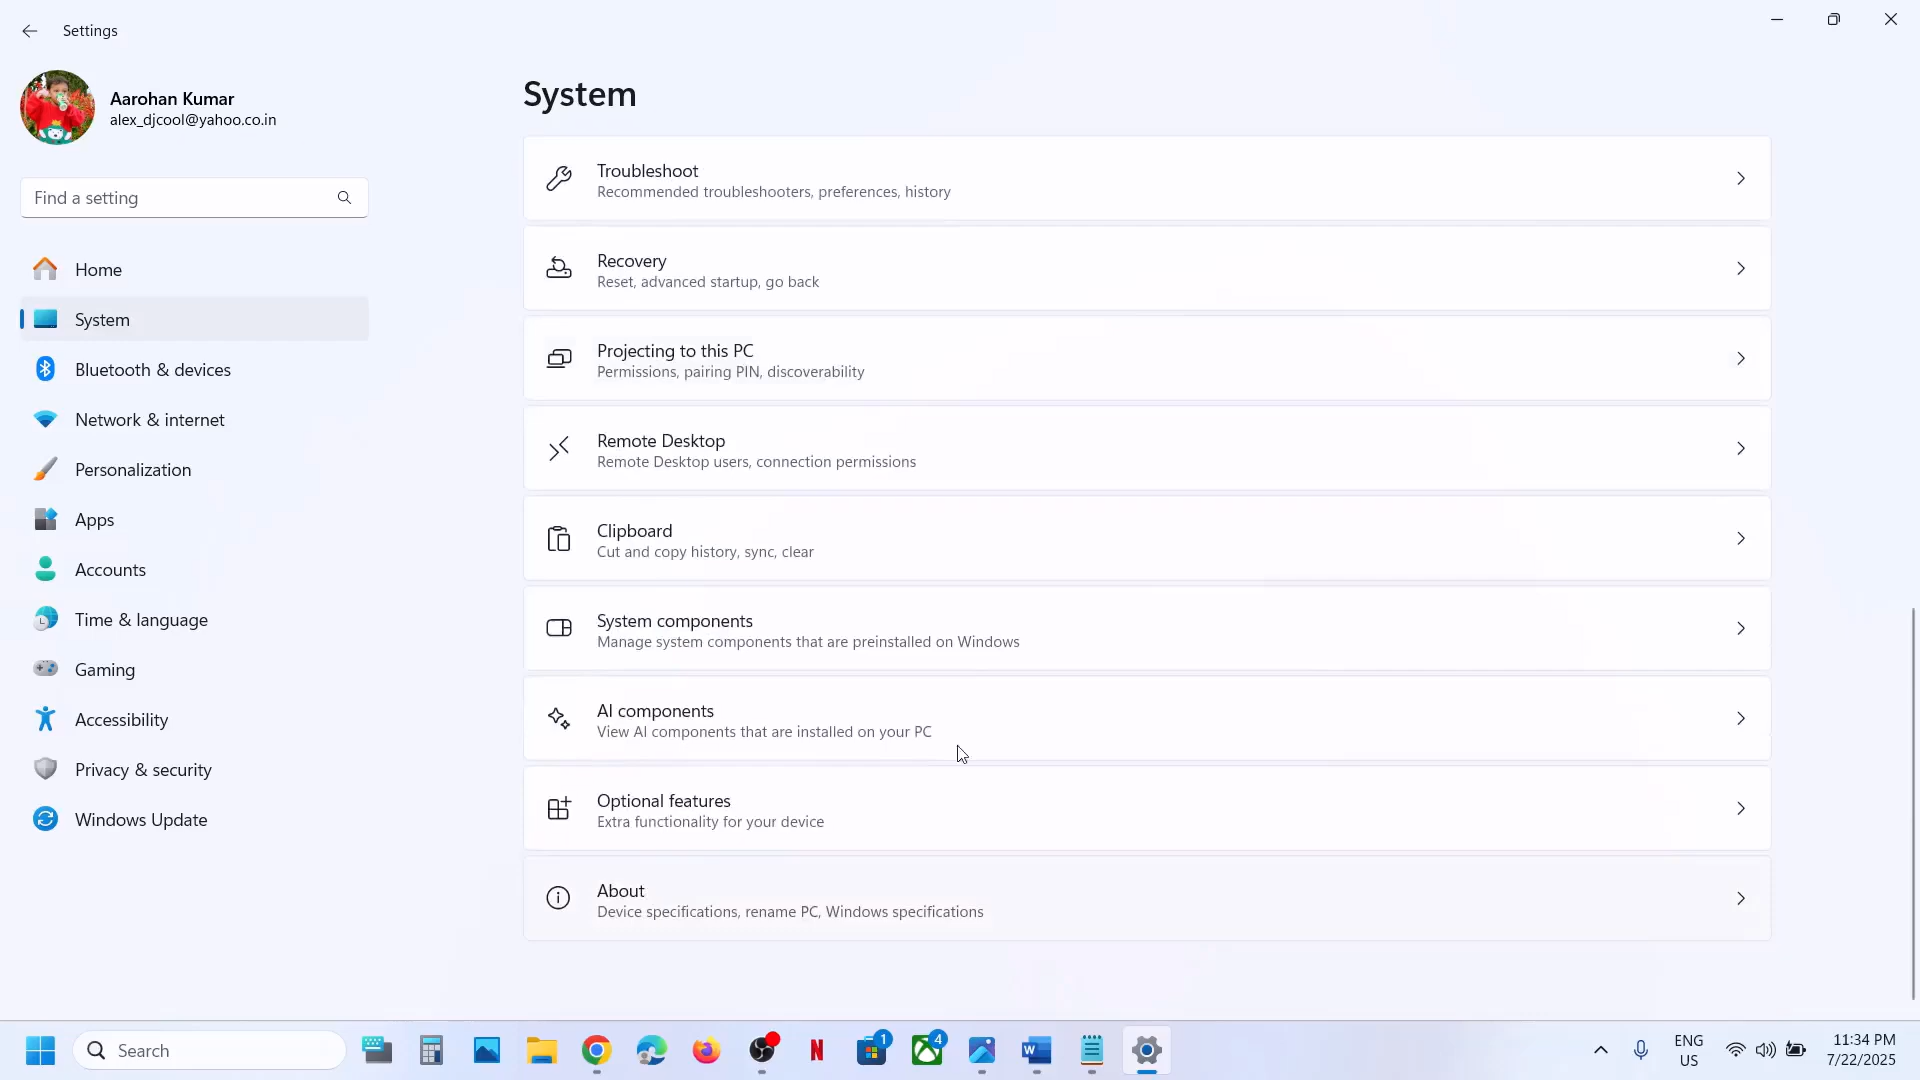 Settings
Aarohan Kumar
alex_djcool@yahoo.co.in
Find a setting
Home
System
Bluetooth & devices
Network & internet
Personalization
Apps
Accounts
Time & language
Gaming
Accessibility
Privacy & security
Windows Update
System
Troubleshoot
Recommended troubleshooters, preferences, history
Recovery
Reset, advanced startup, go back
Projecting to this PC
Permissions, pairing PIN, discoverability
Remote Desktop
Remote Desktop users, connection permissions
Clipboard
Cut and copy history, sync, clear
System components
Manage system components that are preinstalled on Windows
AI components
View AI components that are installed on your PC
Optional features
Extra functionality for your device
About
Device specifications, rename PC, Windows specifications
Search
N
1
4
W
ENG
US
11:34 PM
7/22/2025